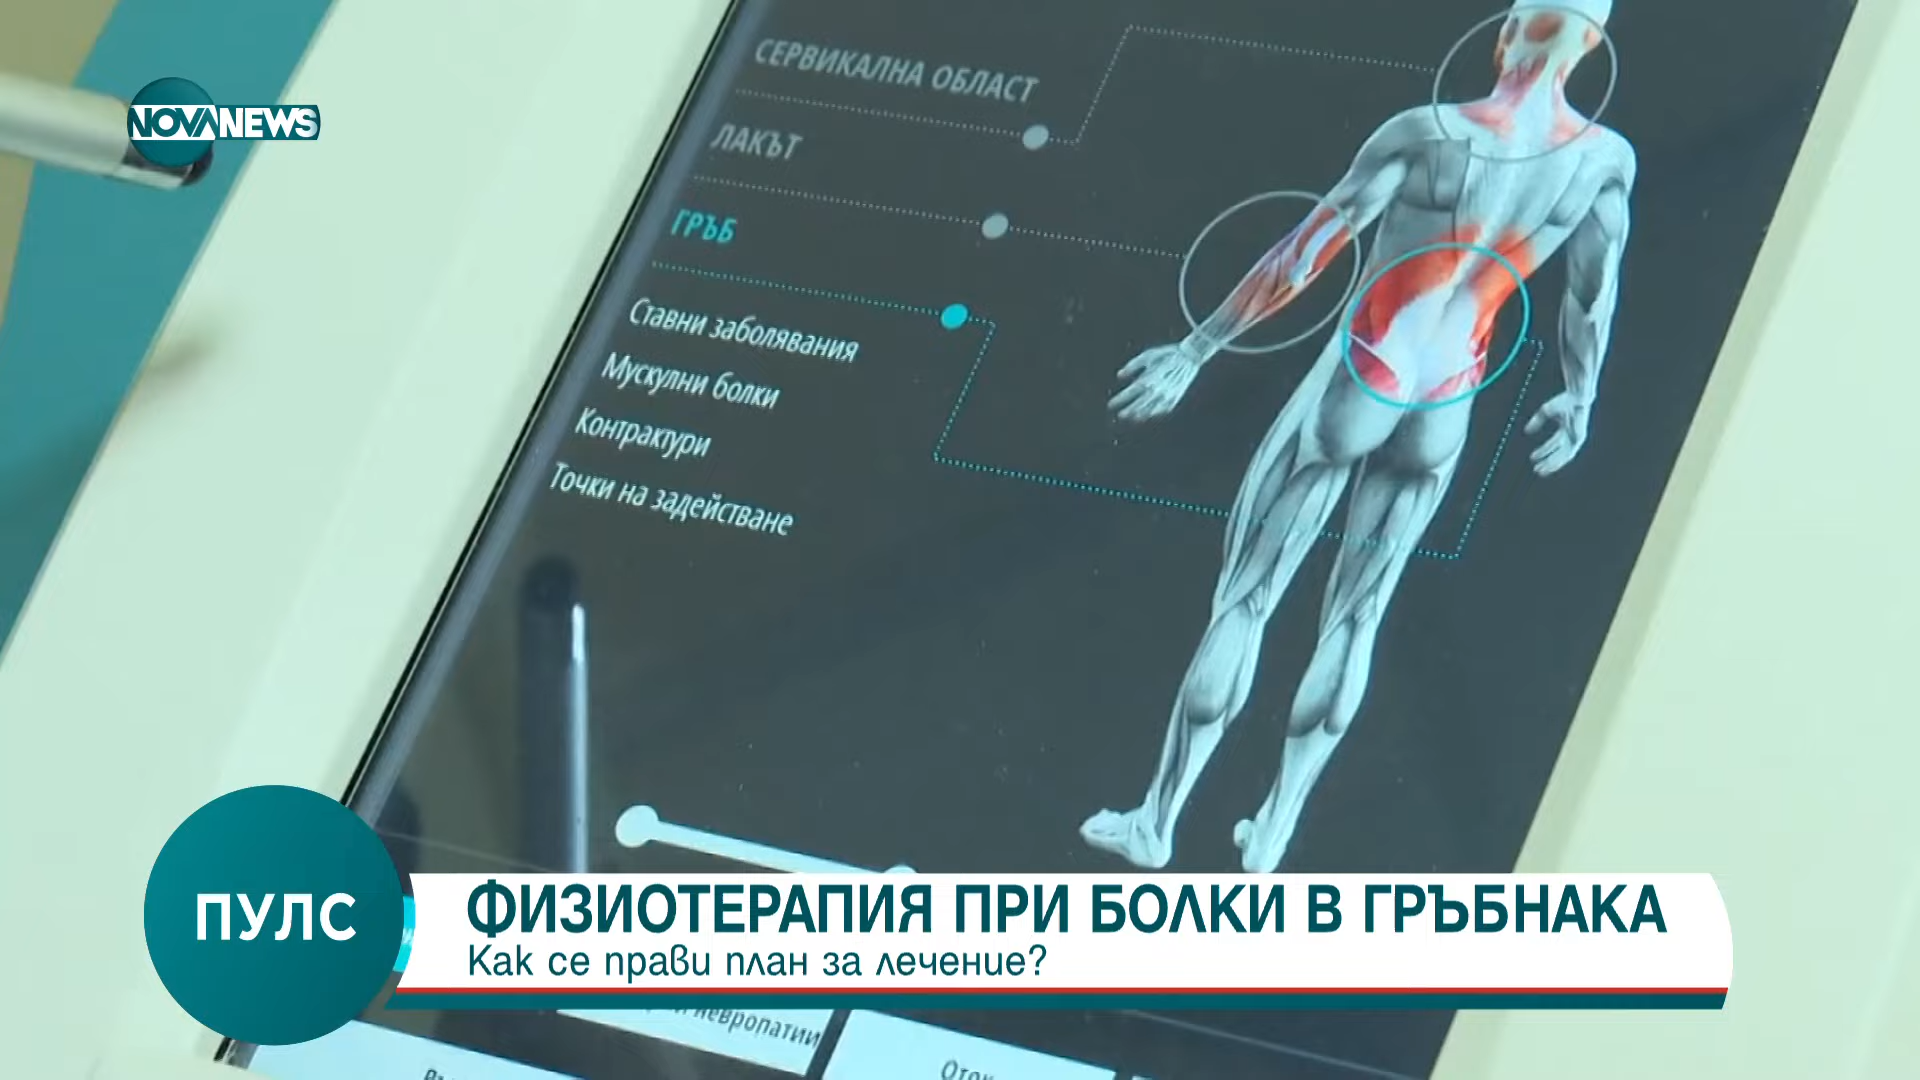 NOVANEWS
СЕРВИКАЛНА ОБЛАСТ
ЛАКЪТ
ГРЪБ
Ставни заболявания
Мускулни болки
Контрактури
Точки на задействане
ПУЛС
ФИЗИОТЕРАПИЯ ПРИ БОЛКИ В ГРЪБНАКА
Как се прави план за лечение?
невропатии